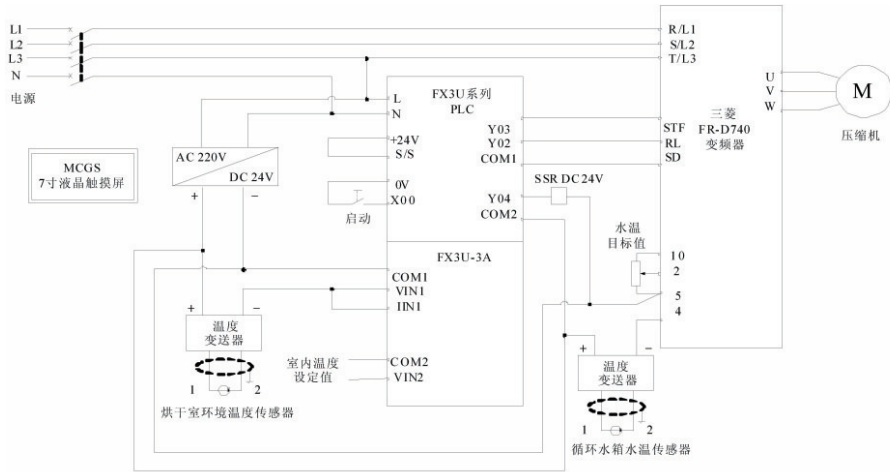 L1
L2
L3
N
电源
R/L1
S/L2
T/L3
U
V
W
M
压缩机
三菱
FR-D740
变频器
STF
RL
SD
10
2
5
4
水温
目标值
FX3U系列
PLC
L
N
+24V
S/S
0V
X00
启动
Y03
Y02
COM1
Y04
COM2
SSR DC24V
AC 220V
DC 24V
+
−
MCGS
7寸液晶触摸屏
FX3U-3A
COM1
VIN1
IIN1
COM2
VIN2
室内温度
设定值
+
−
温度
变送器
1
2
烘干室环境温度传感器
+
−
温度
变送器
1
2
循环水箱水温传感器